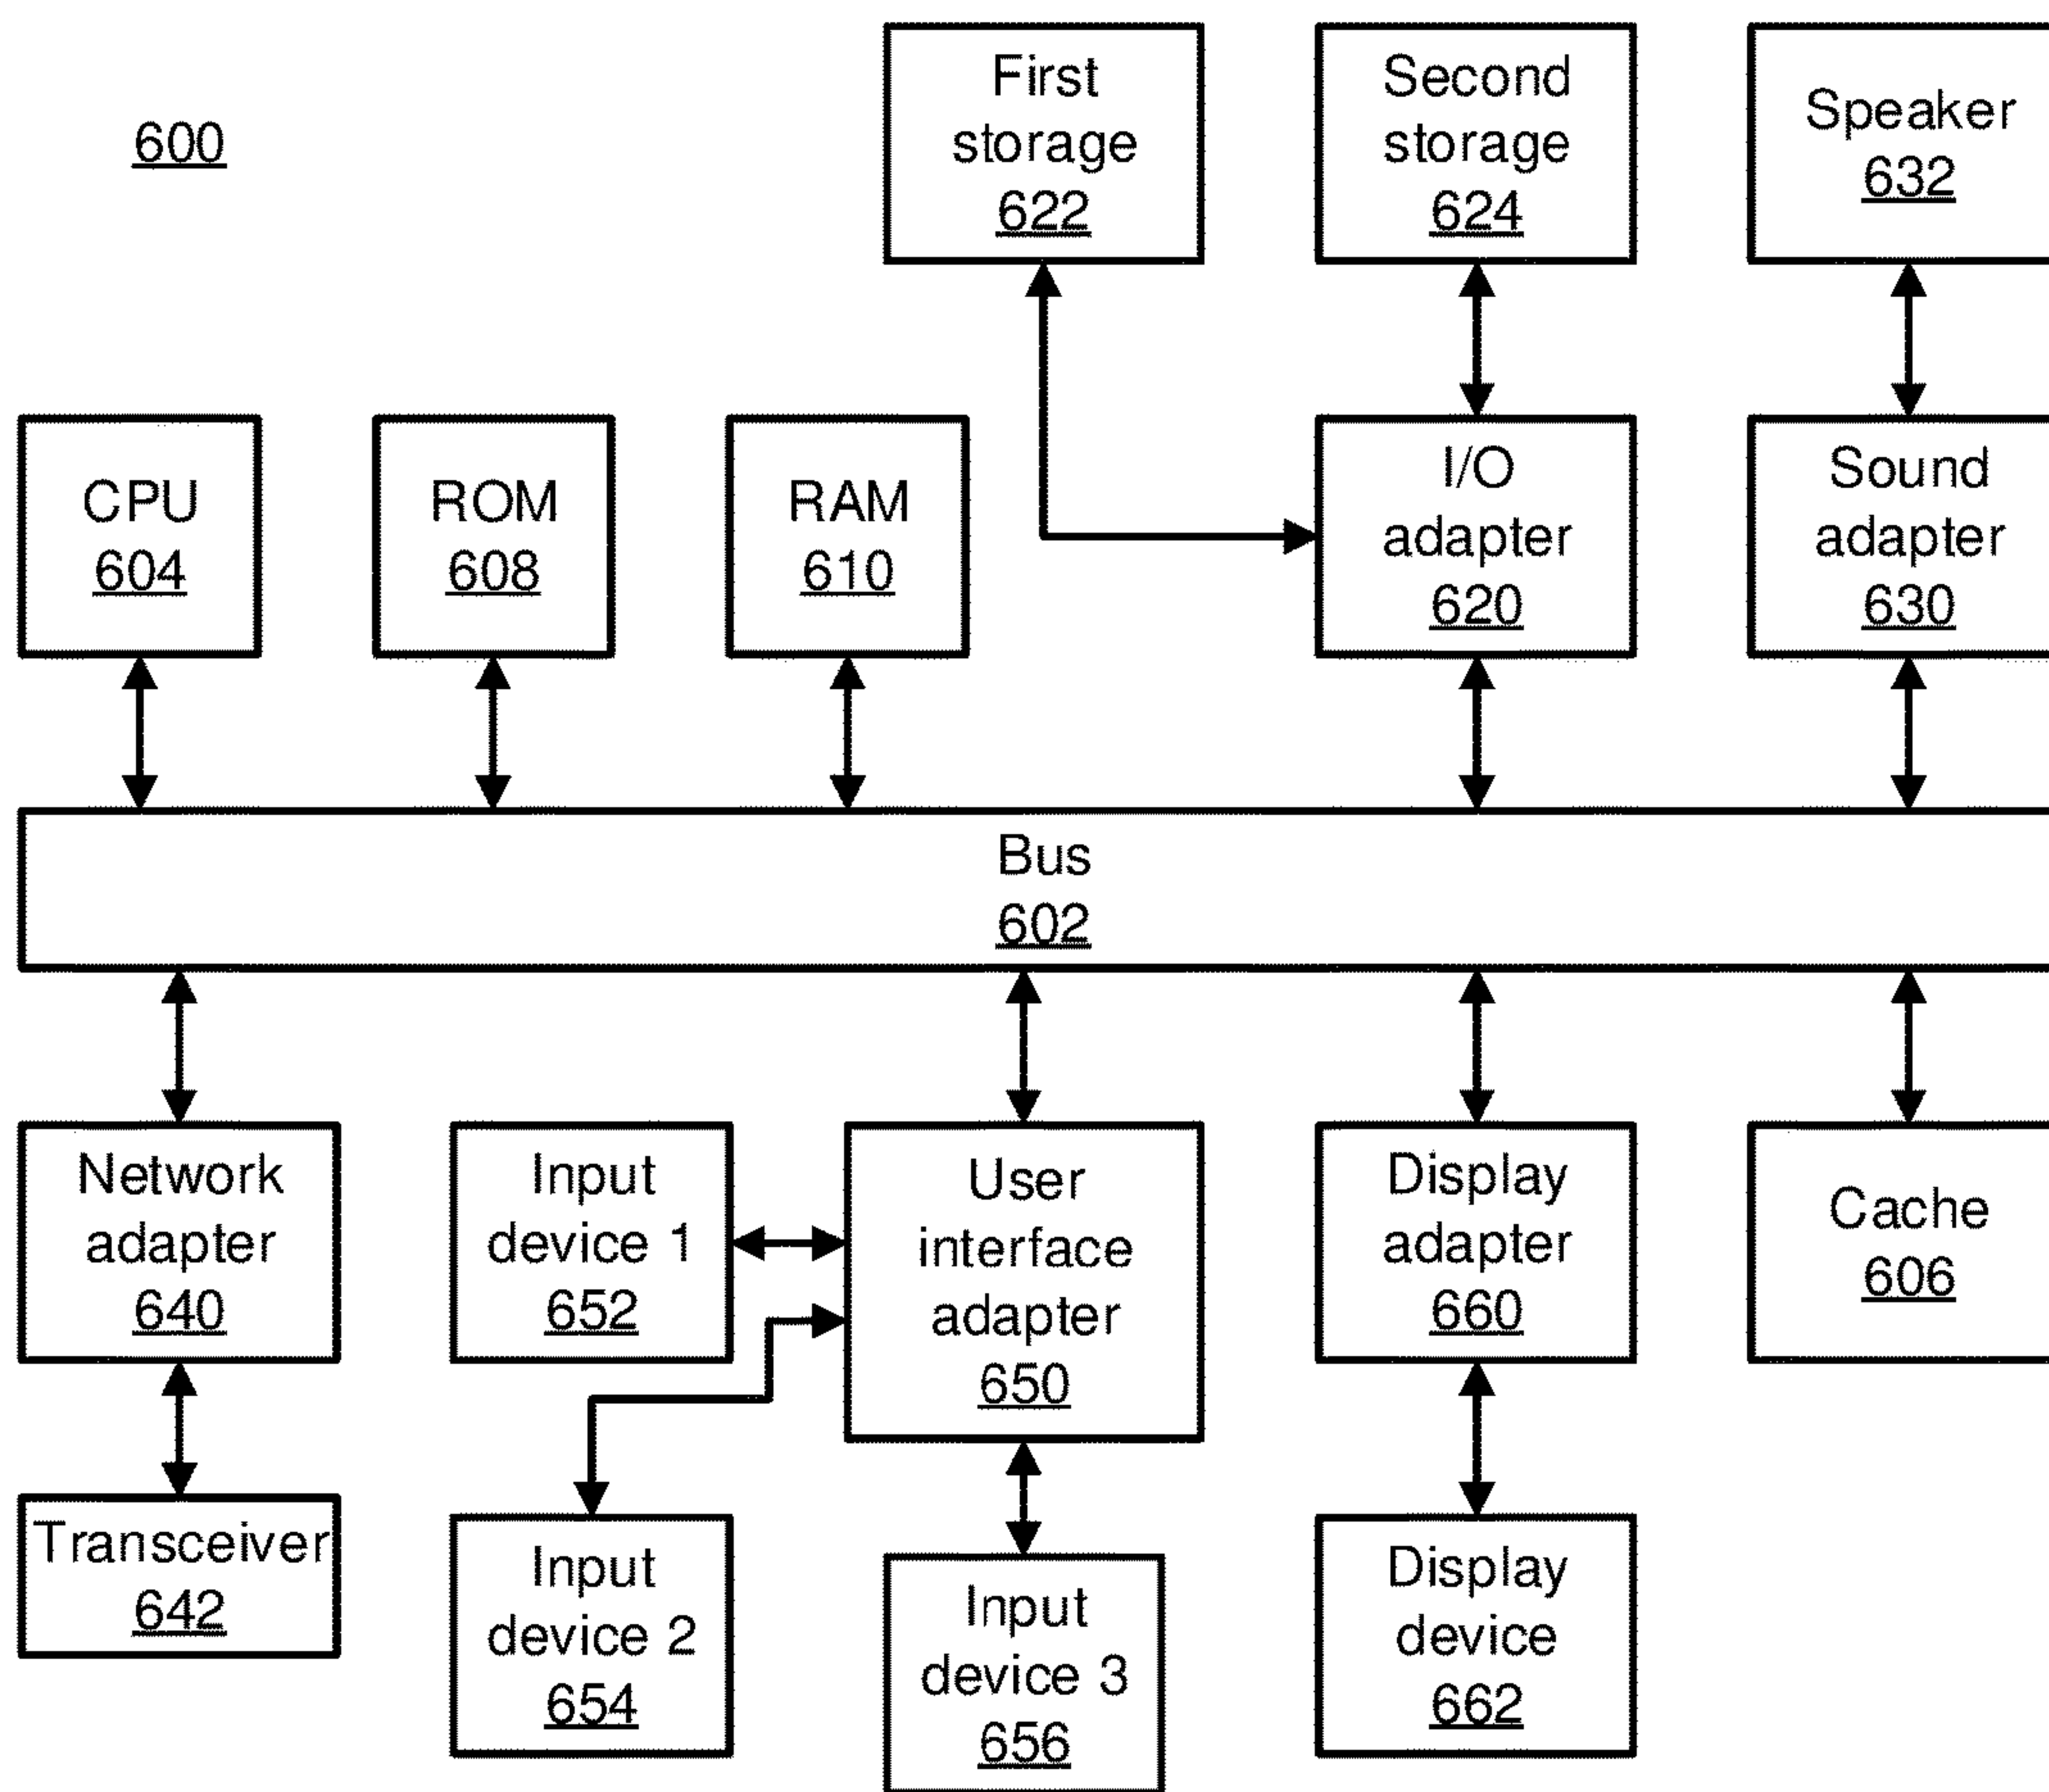 600
First
storage
622
Second
storage
624
Speaker
632
CPU
604
ROM
608
RAM
610
I/O
adapter
620
Sound
adapter
630
Bus
602
Network
adapter
640
Input
device 1
652
User
interface
adapter
650
Display
adapter
660
Cache
606
Transceiver
642
Input
device 2
654
Input
device 3
656
Display
device
662